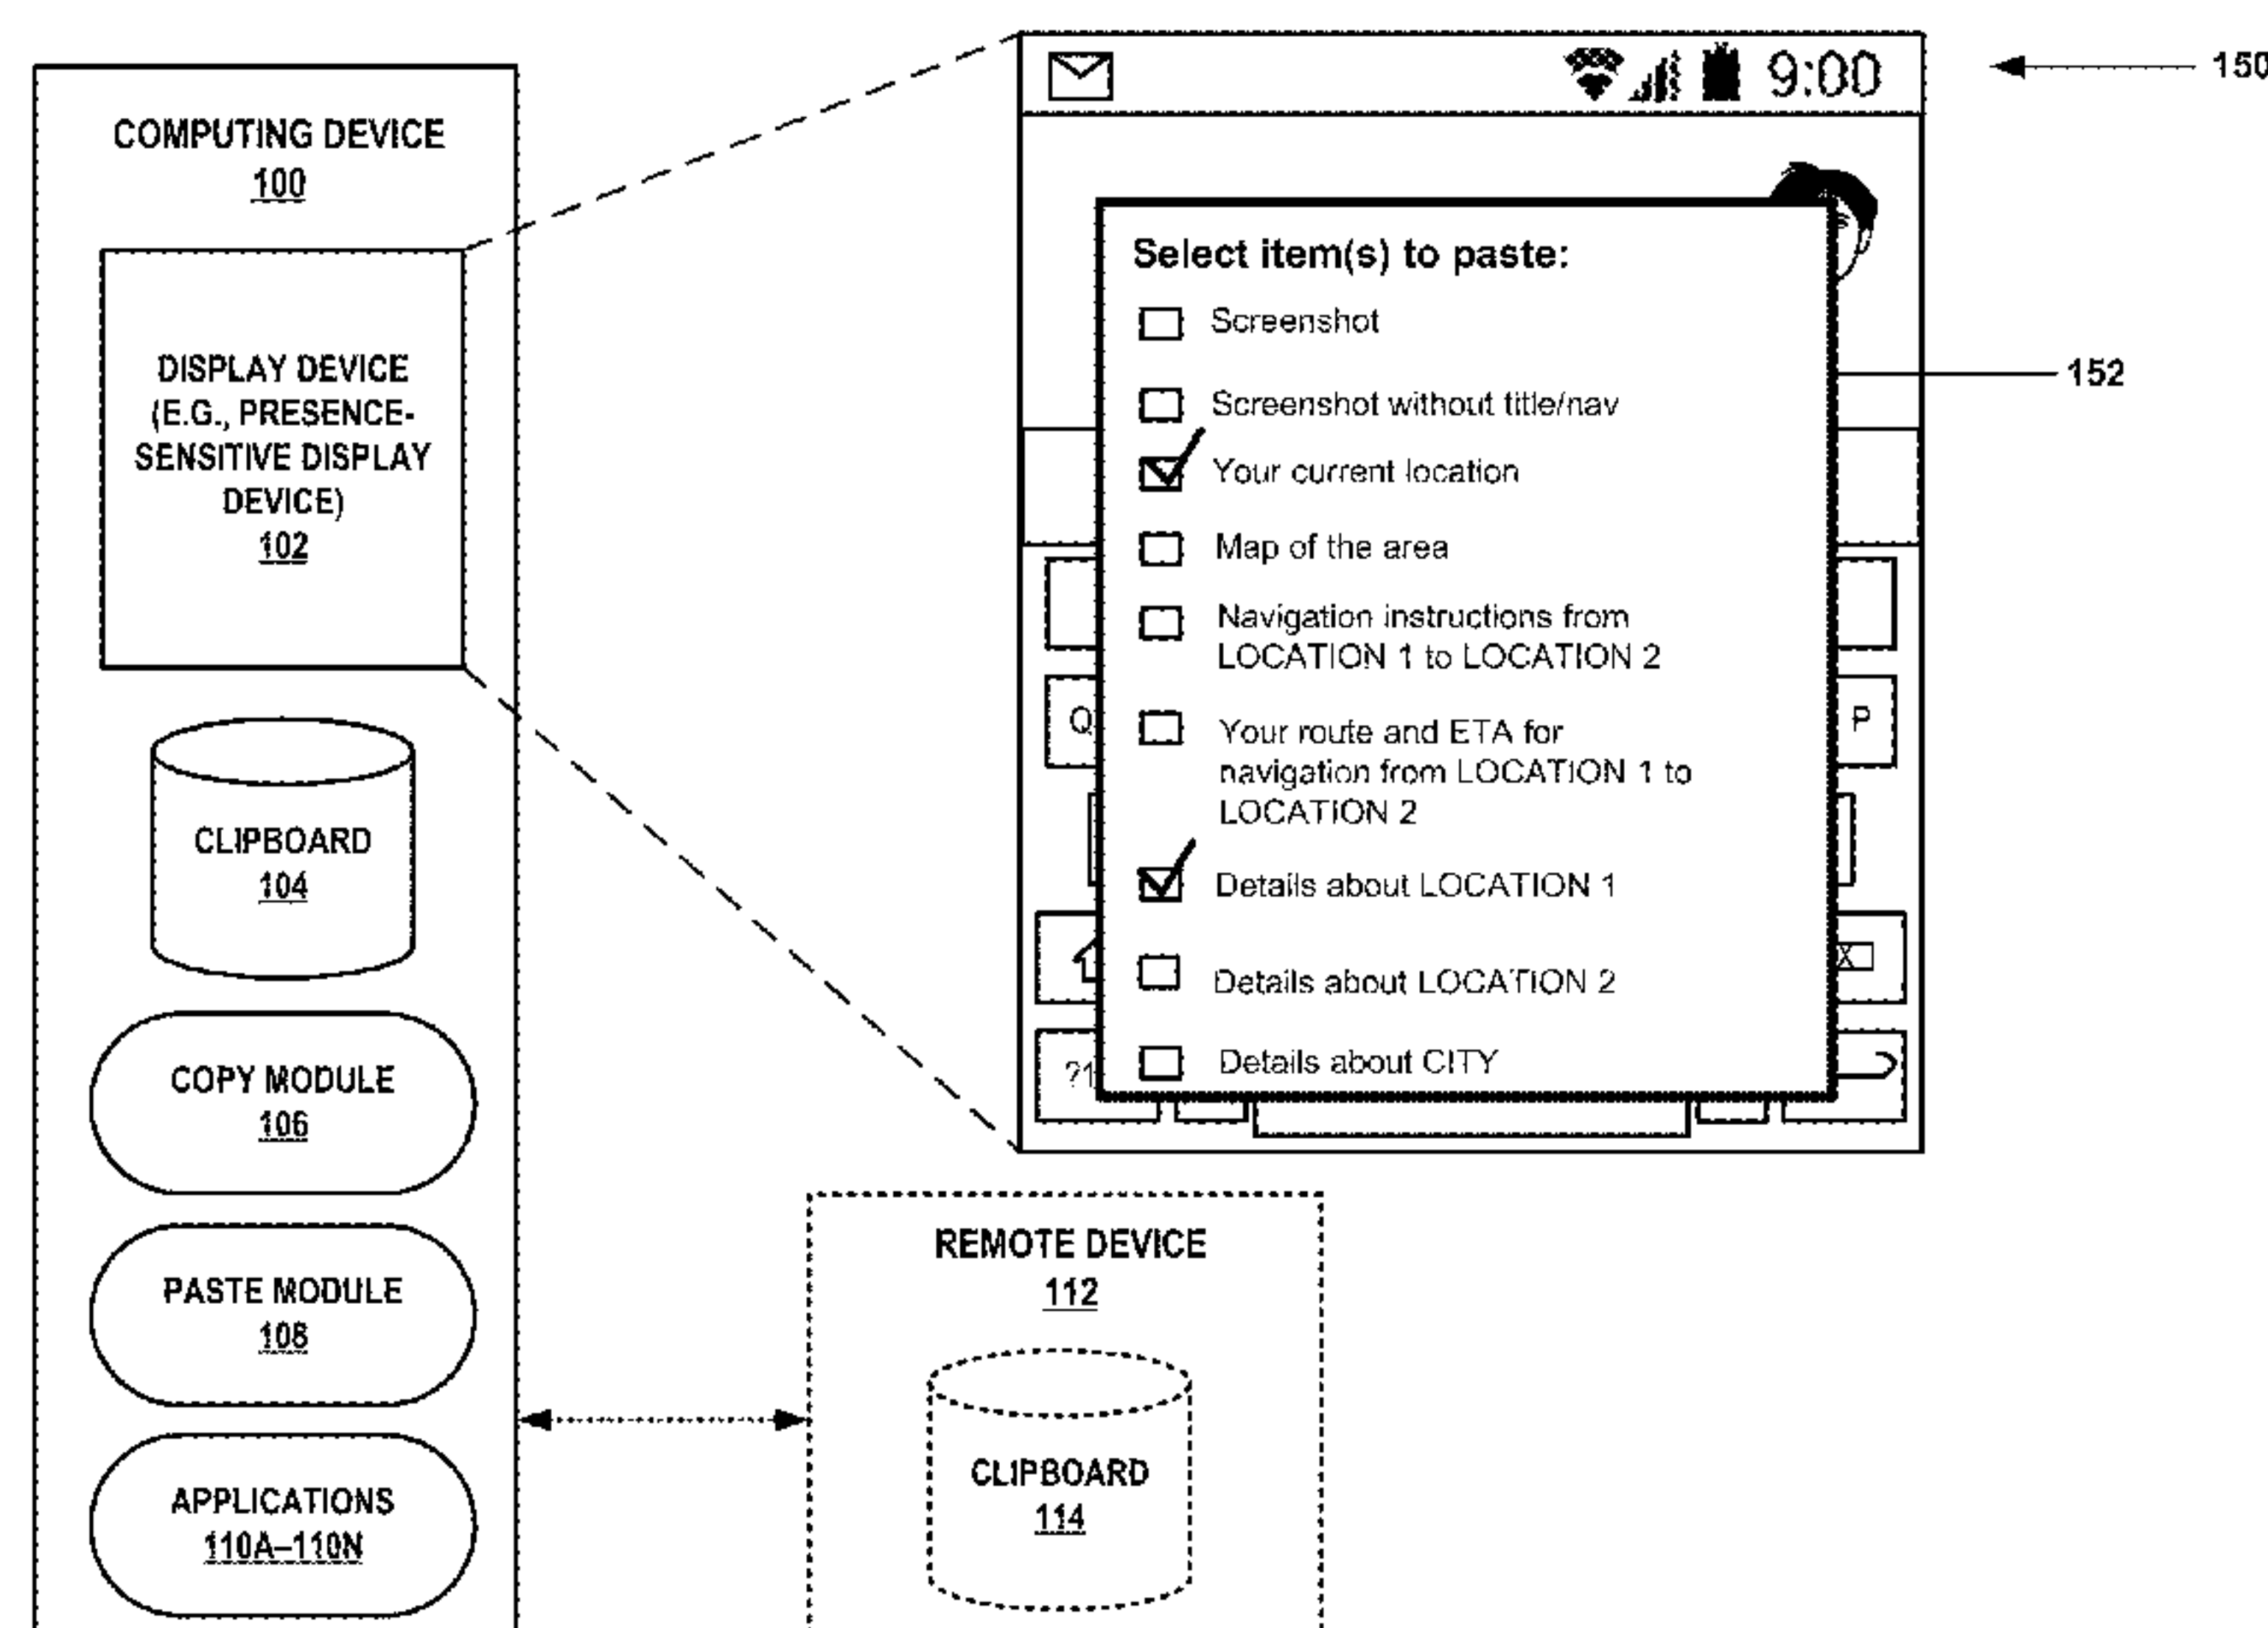 COMPUTING DEVICE
100
DISPLAY DEVICE
(E.G., PRESENCE-
SENSITIVE DISPLAY
DEVICE)
102
CLIPBOARD
104
COPY MODULE
106
PASTE MODULE
108
APPLICATIONS
110A–110N
9:00
150
Select item(s) to paste:
Screenshot
152
Screenshot without title/nav
Your current location
Map of the area
Navigation instructions from
LOCATION 1 to LOCATION 2
Q
P
Your route and ETA for
navigation from LOCATION 1 to
LOCATION 2
Details about LOCATION 1
X
Details about LOCATION 2
?1
Details about CITY
REMOTE DEVICE
112
CLIPBOARD
114